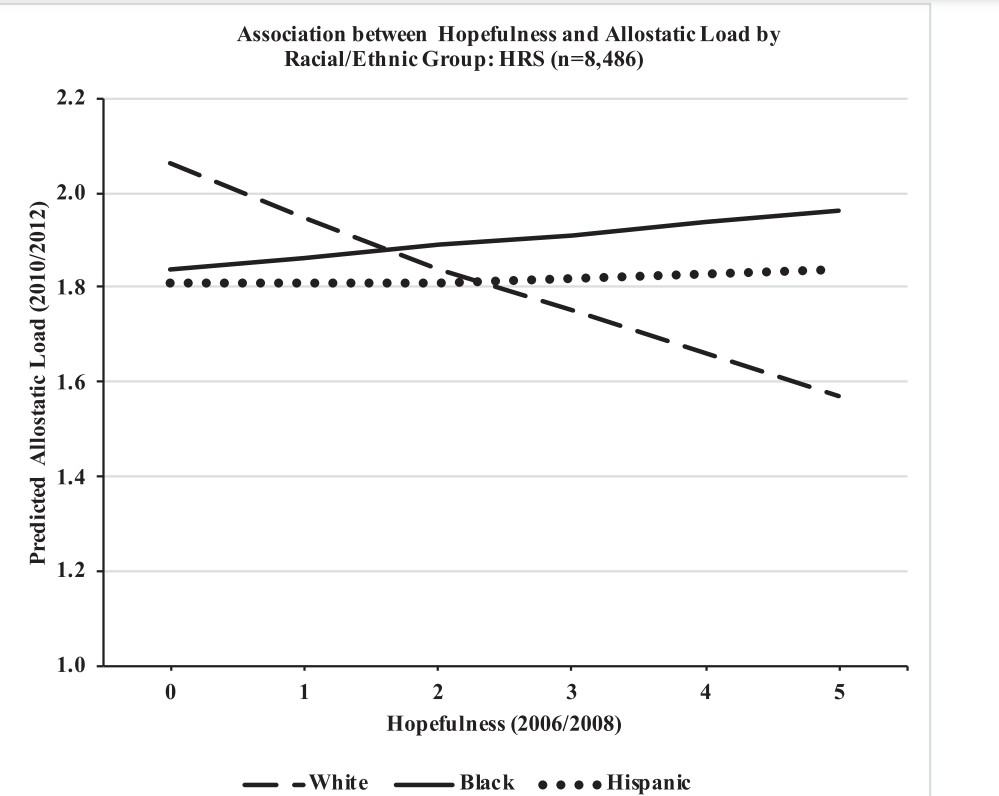 Association between Hopefulness and Allostatic Load by
Racial/Ethnic Group: HRS (n=8,486)
Predicted Allostatic Load (2010/2012)
2.2
2.0
1.8
1.6
1.4
1.2
1.0
0 1 2 3 4 5
Hopefulness (2006/2008)
White Black Hispanic